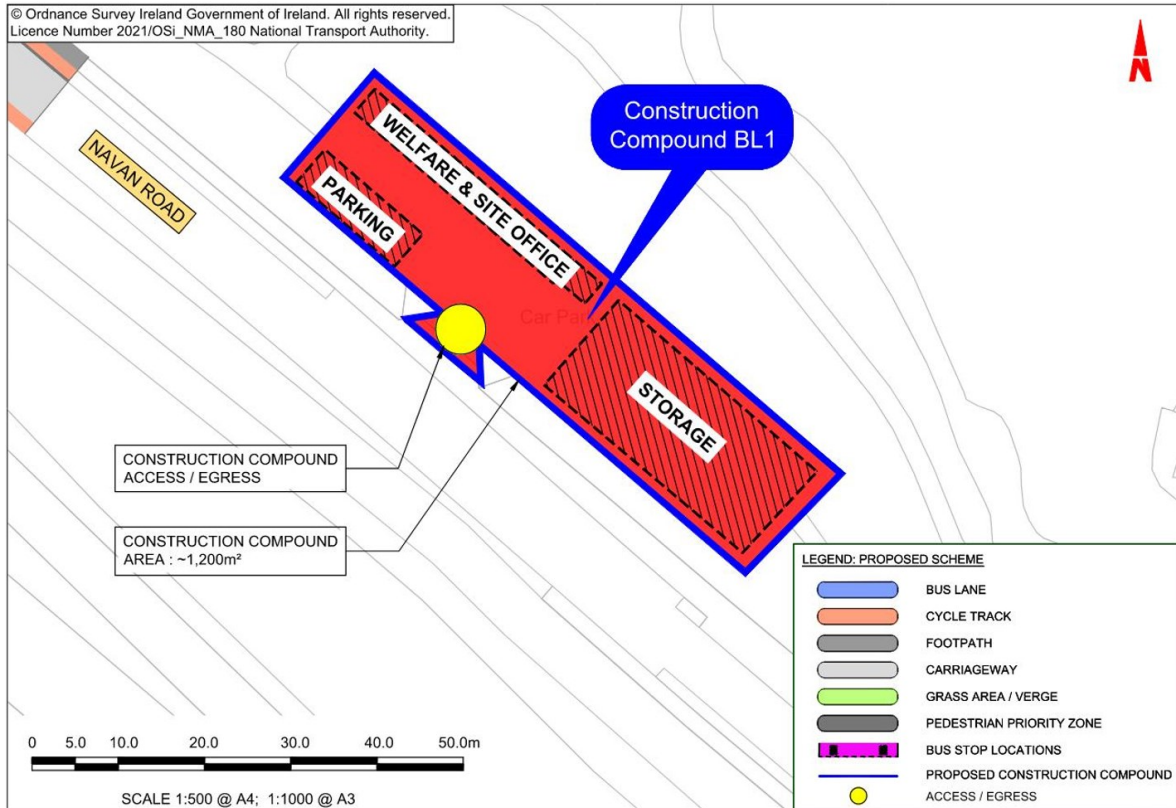 © Ordnance Survey Ireland Government of Ireland. All rights reserved.
Licence Number 2021/OSi_NMA_180 National Transport Authority.
N
Construction
Compound BL1
NAVAN ROAD
WELFARE & SITE OFFICE
PARKING
Car Park
STORAGE
CONSTRUCTION COMPOUND
ACCESS / EGRESS
CONSTRUCTION COMPOUND
AREA : ~1,200m²
LEGEND: PROPOSED SCHEME
BUS LANE
CYCLE TRACK
FOOTPATH
CARRIAGEWAY
GRASS AREA / VERGE
PEDESTRIAN PRIORITY ZONE
BUS STOP LOCATIONS
PROPOSED CONSTRUCTION COMPOUND
ACCESS / EGRESS
0 5.0 10.0 20.0 30.0 40.0 50.0m
SCALE 1:500 @ A4; 1:1000 @ A3